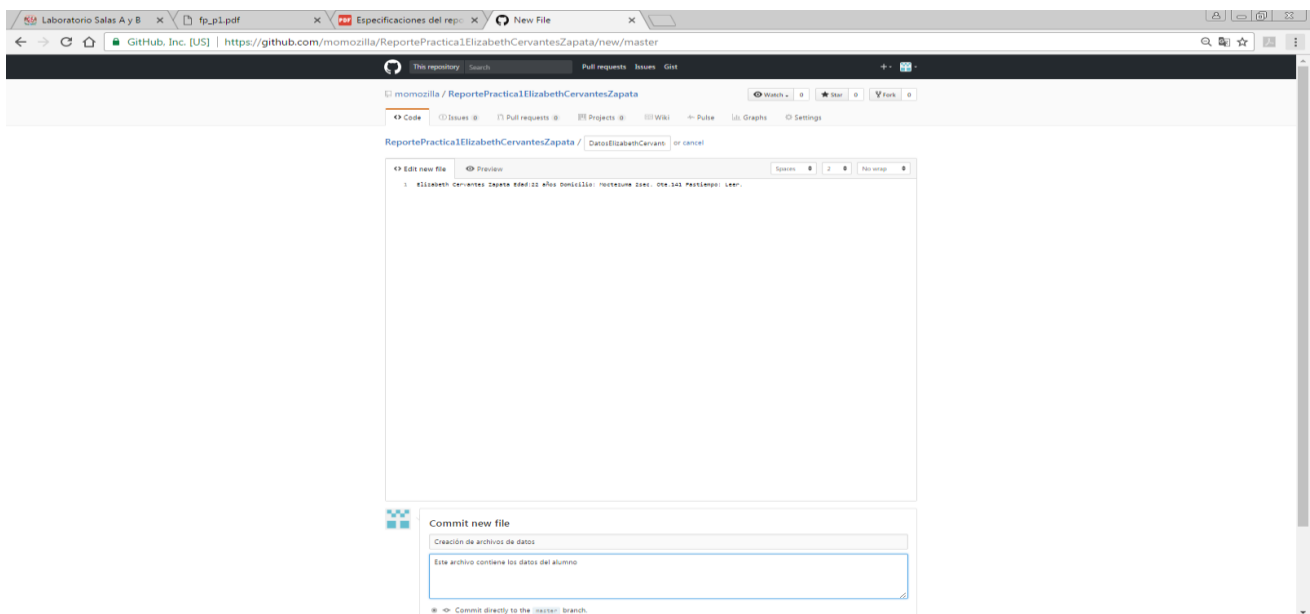 Laboratorio Salas A y B
fp_p1.pdf
Especificaciones del repo
New File
GitHub, Inc. [US] | https://github.com/momozilla/ReportePractica1ElizabethCervantesZapata/new/master
This repository Search Pull requests Issues Gist
momozilla / ReportePractica1ElizabethCervantesZapata
Watch 0 Star 0 Fork 0
Code Issues 0 Pull requests 0 Projects 0 Wiki Pulse Graphs Settings
ReportePractica1ElizabethCervantesZapata / DatosElizabethCervant or cancel
Edit new file Preview Spaces 2 No wrap
1 Elizabeth Cervantes Zapata Edad:22 años Domicilio: Moctezuma 2sec. Ote.141 Pastiempo: Leer.
Commit new file
Creación de archivos de datos
Este archivo contiene los datos del alumno
Commit directly to the master branch.